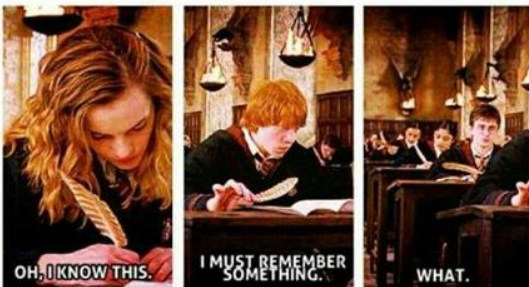 OH, I KNOW THIS.
I MUST REMEMBER
SOMETHING.
WHAT.